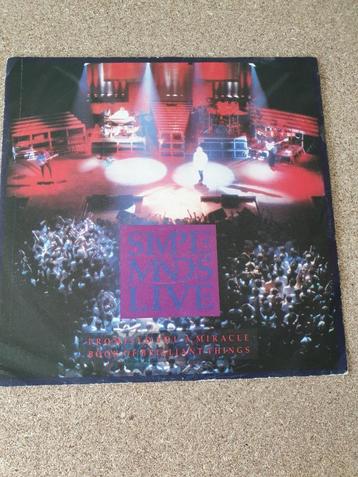 SIMPLE
MINDS
LIVE
PROMISED YOU A MIRACLE
BOOK OF BRILLIANT THINGS